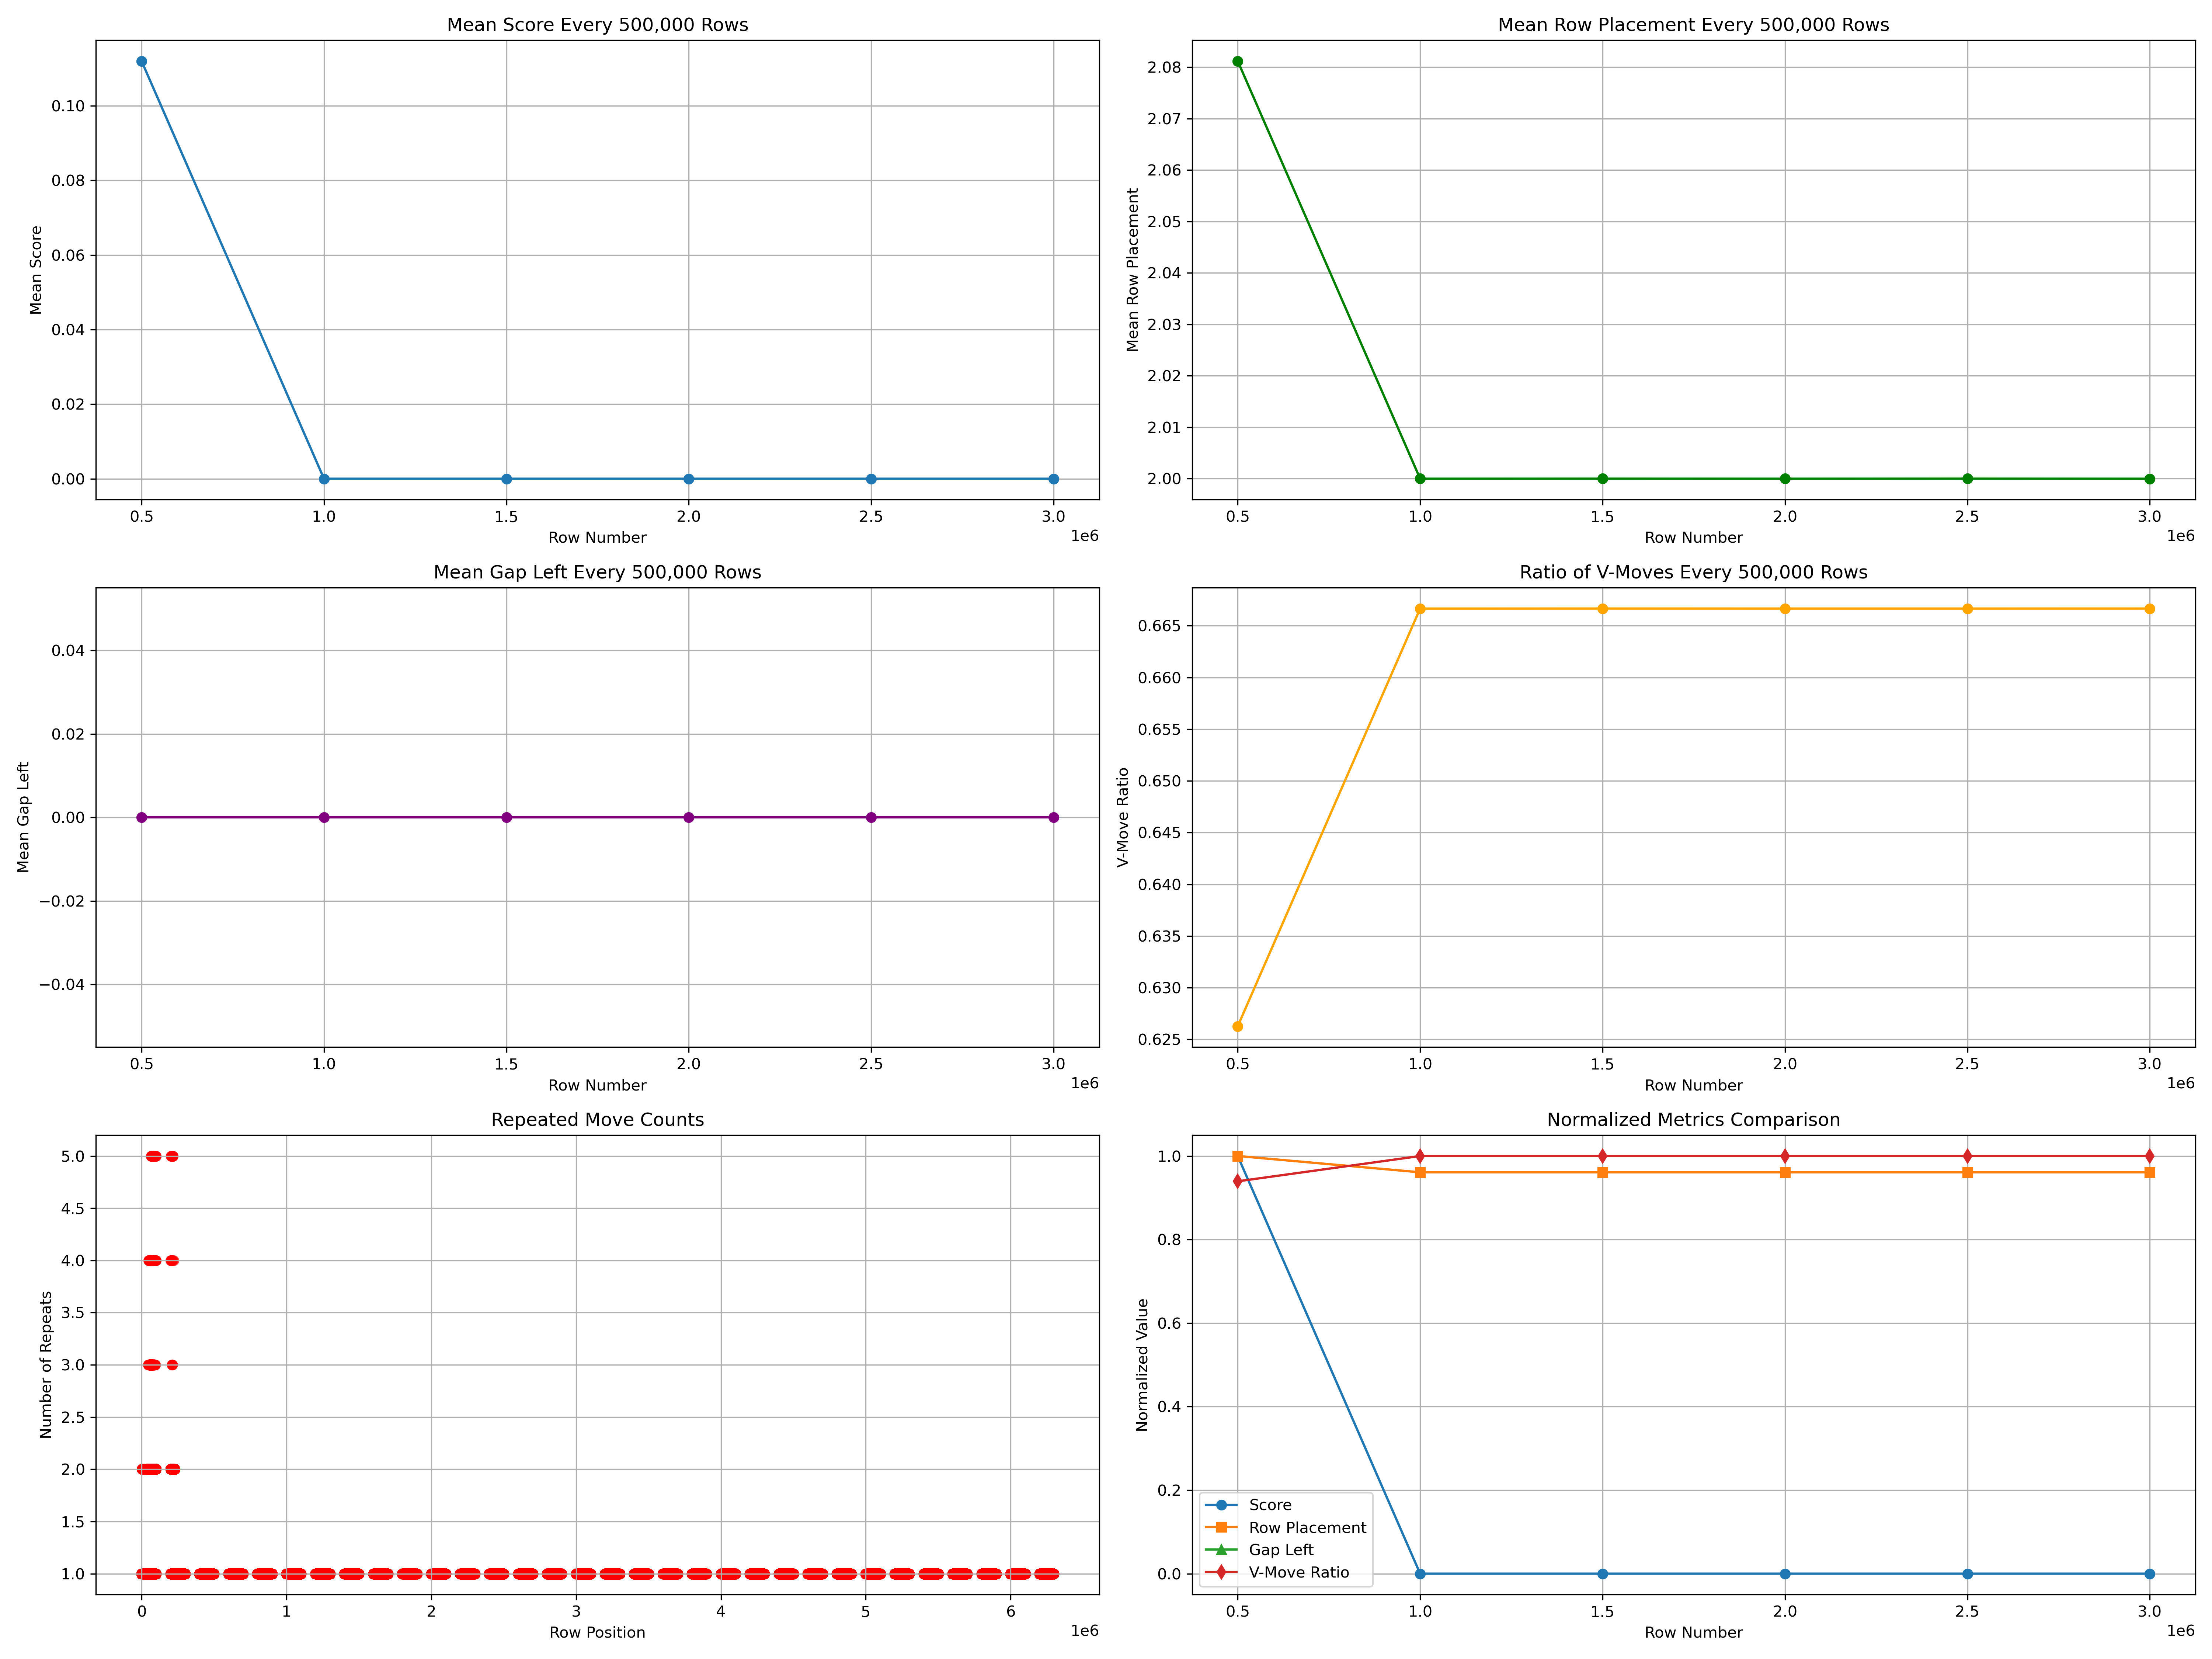 Mean Score Every 500,000 Rows
Mean Score
0.10
0.08
0.06
0.04
0.02
0.00
0.5 1.0 1.5 2.0 2.5 3.0
Row Number
1e6
Mean Row Placement Every 500,000 Rows
Mean Row Placement
2.08
2.07
2.06
2.05
2.04
2.03
2.02
2.01
2.00
0.5 1.0 1.5 2.0 2.5 3.0
Row Number
1e6
Mean Gap Left Every 500,000 Rows
Mean Gap Left
0.04
0.02
0.00
−0.02
−0.04
0.5 1.0 1.5 2.0 2.5 3.0
Row Number
1e6
Ratio of V-Moves Every 500,000 Rows
V-Move Ratio
0.665
0.660
0.655
0.650
0.645
0.640
0.635
0.630
0.625
0.5 1.0 1.5 2.0 2.5 3.0
Row Number
1e6
Repeated Move Counts
Number of Repeats
5.0
4.5
4.0
3.5
3.0
2.5
2.0
1.5
1.0
0 1 2 3 4 5 6
Row Position
1e6
Normalized Metrics Comparison
Normalized Value
1.0
0.8
0.6
0.4
0.2
0.0
Score
Row Placement
Gap Left
V-Move Ratio
0.5 1.0 1.5 2.0 2.5 3.0
Row Number
1e6